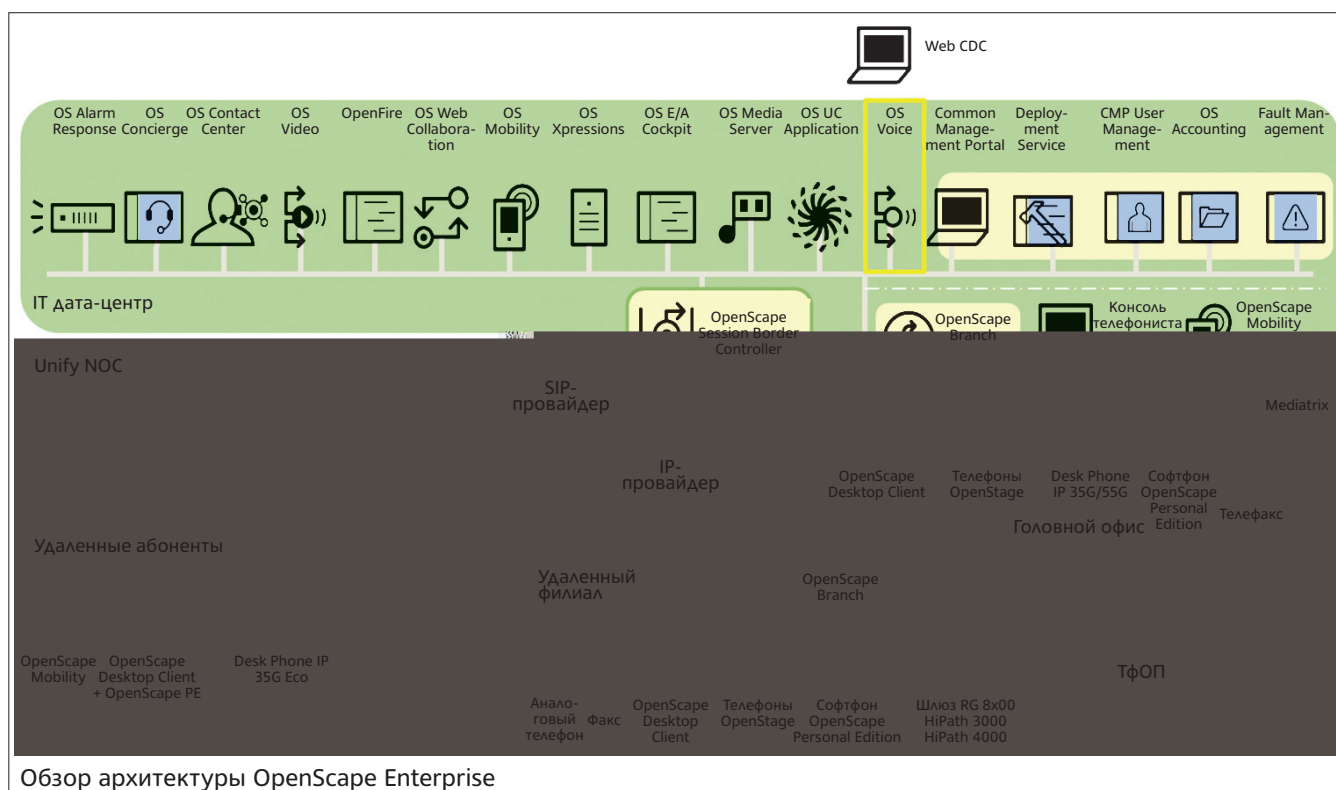 Web CDC
OS Alarm Response
OS Concierge
OS Contact Center
OS Video
OpenFire
OS Web Collabora-
tion
OS Mobility
OS Xpressions
OS E/A Cockpit
OS Media Server
OS UC Application
OS Voice
Common Manage-
ment Portal
Deploy-
ment Service
CMP User Manage-
ment
OS Accounting
Fault Man-
agement
IT дата-центр
OpenScape
Session Border
Controller
OpenScape
Branch
Консоль
телефониста
OpenScape
Mobility
Unify NOC
SIP-
провайдер
Mediatrix
IP-
провайдер
OpenScape
Desktop Client
Телефоны
OpenStage
Desk Phone
IP 35G/55G
Софтфон
OpenScape
Personal
Edition
Телефакс
Головной офис
Удаленные абоненты
Удаленный
филиал
OpenScape
Branch
OpenScape
Mobility
OpenScape
Desktop Client
+ OpenScape PE
Desk Phone IP
35G Eco
ТфОП
Анало-
говый
телефон
Факс
OpenScape
Desktop
Client
Телефоны
OpenStage
Софтфон
OpenScape
Personal Edition
Шлюз RG 8x00
HiPath 3000
HiPath 4000
Обзор архитектуры OpenScape Enterprise